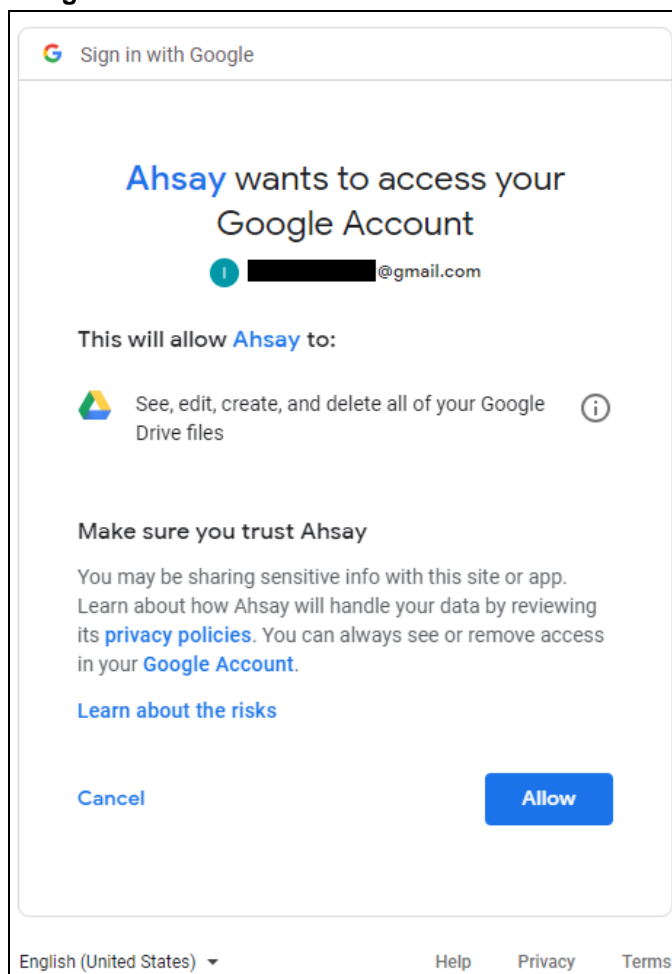 Sign in with Google
Ahsay wants to access your
Google Account
I
@gmail.com
This will allow Ahsay to:
See, edit, create, and delete all of your Google
Drive files
Make sure you trust Ahsay
You may be sharing sensitive info with this site or app.
Learn about how Ahsay will handle your data by reviewing
its privacy policies. You can always see or remove access
in your Google Account.
Learn about the risks
Cancel
Allow
English (United States)
Help Privacy Terms